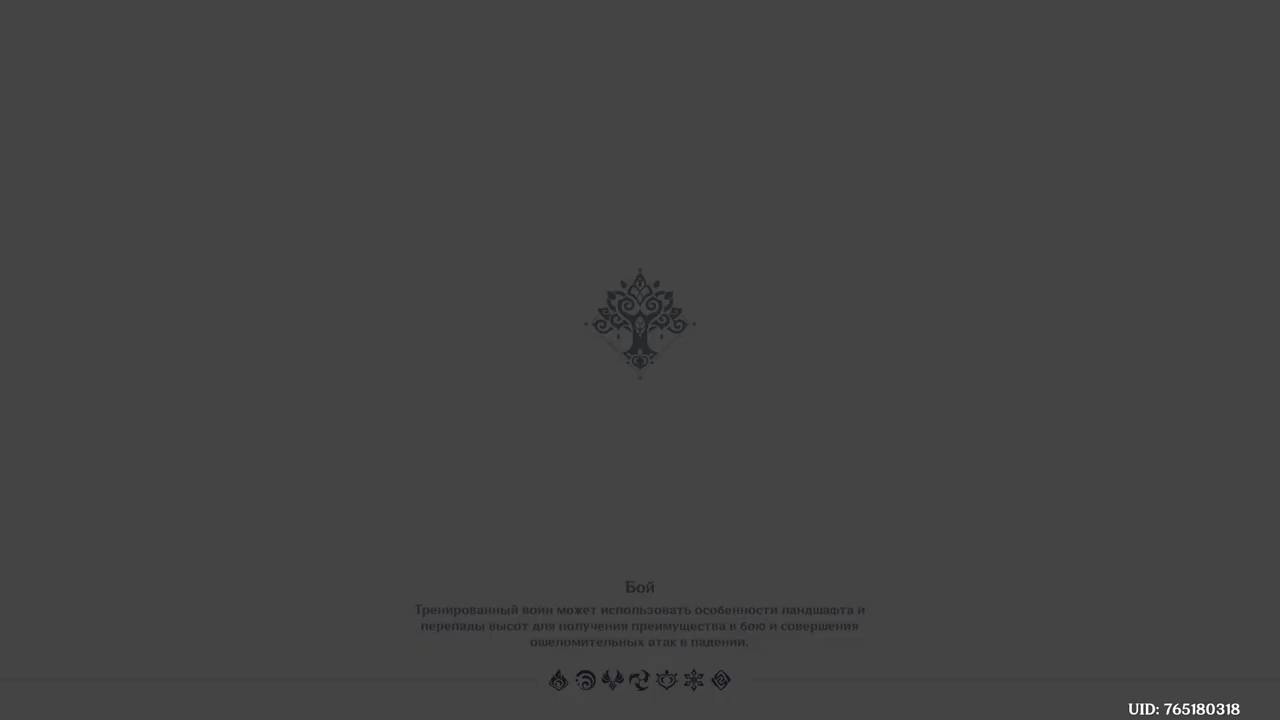 Бой
Тренированный воин может использовать особенности ландшафта и
перепады высот для получения преимущества в бою и совершения
ошеломительных атак в падении.
UID: 765180318